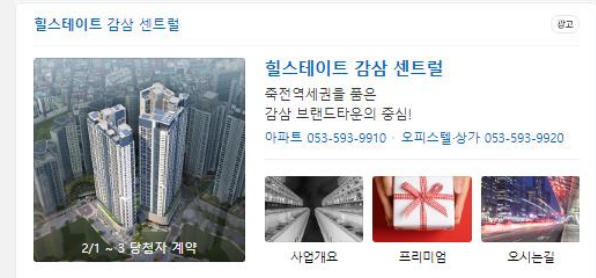 힐스테이트 감삼 센트럴
광고
힐스테이트 감삼 센트럴
죽전역세권을 품은
감삼 브랜드타운의 중심!
아파트 053-593-9910 · 오피스텔·상가 053-593-9920
2/1 ~ 3 당첨자 계약
사업개요
프리미엄
오시는길